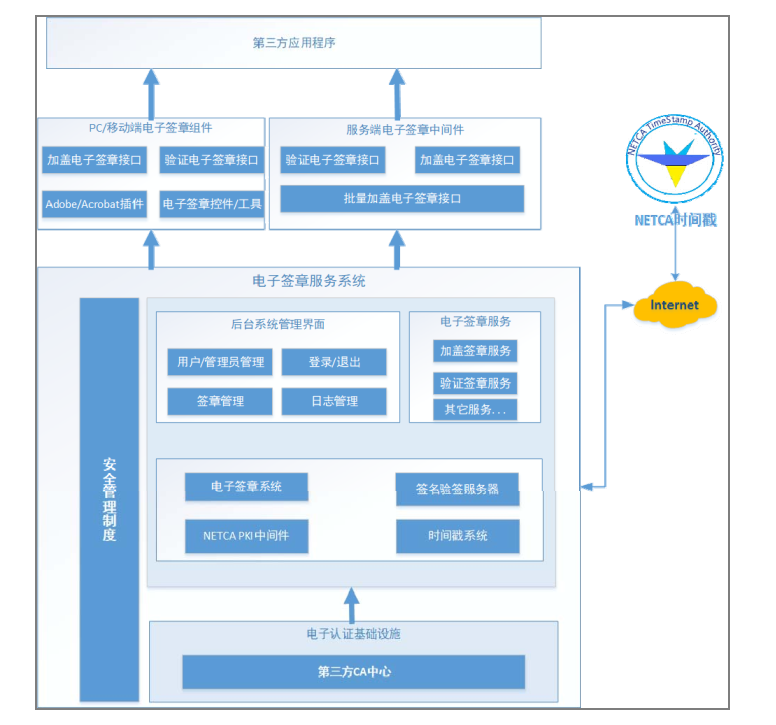 第三方应用程序
PC/移动端电子签章组件
加盖电子签章接口
验证电子签章接口
Adobe/Acrobat插件
电子签章控件/工具
服务端电子签章中间件
验证电子签章接口
加盖电子签章接口
批量加盖电子签章接口
NETCA TimeStamp Authority
NETCA时间戳
Internet
电子签章服务系统
安全管理制度
后台系统管理界面
用户/管理员管理
登录/退出
签章管理
日志管理
电子签章服务
加盖签章服务
验证签章服务
其它服务...
电子签章系统
签名验签服务器
NETCA PKI中间件
时间戳系统
电子认证基础设施
第三方CA中心